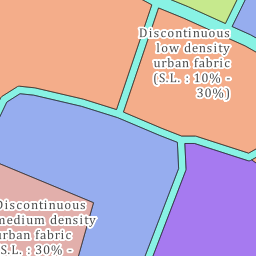 Discontinuous
low density
urban fabric
(S.L. : 10% -
30%)
Discontinuous
medium density
urban fabric
(S.L. : 30% -